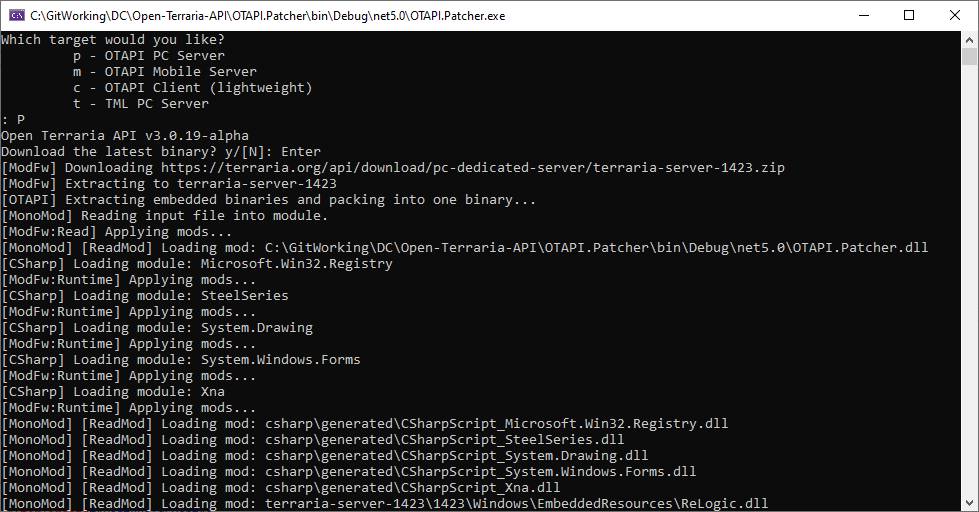 C:\GitWorking\DC\Open-Terraria-API\OTAPI.Patcher\bin\Debug\net5.0\OTAPI.Patcher.exe
Which target would you like?
p - OTAPI PC Server
m - OTAPI Mobile Server
c - OTAPI Client (lightweight)
t - TML PC Server
: P
Open Terraria API v3.0.19-alpha
Download the latest binary? y/[N]: Enter
[ModFw] Downloading https://terraria.org/api/download/pc-dedicated-server/terraria-server-1423.zip
[ModFw] Extracting to terraria-server-1423
[OTAPI] Extracting embedded binaries and packing into one binary...
[MonoMod] Reading input file into module.
[ModFw:Read] Applying mods...
[MonoMod] [ReadMod] Loading mod: C:\GitWorking\DC\Open-Terraria-API\OTAPI.Patcher\bin\Debug\net5.0\OTAPI.Patcher.dll
[CSharp] Loading module: Microsoft.Win32.Registry
[ModFw:Runtime] Applying mods...
[CSharp] Loading module: SteelSeries
[ModFw:Runtime] Applying mods...
[CSharp] Loading module: System.Drawing
[ModFw:Runtime] Applying mods...
[CSharp] Loading module: System.Windows.Forms
[ModFw:Runtime] Applying mods...
[CSharp] Loading module: Xna
[ModFw:Runtime] Applying mods...
[MonoMod] [ReadMod] Loading mod: csharp\generated\CSharpScript_Microsoft.Win32.Registry.dll
[MonoMod] [ReadMod] Loading mod: csharp\generated\CSharpScript_SteelSeries.dll
[MonoMod] [ReadMod] Loading mod: csharp\generated\CSharpScript_System.Drawing.dll
[MonoMod] [ReadMod] Loading mod: csharp\generated\CSharpScript_System.Windows.Forms.dll
[MonoMod] [ReadMod] Loading mod: csharp\generated\CSharpScript_Xna.dll
[MonoMod] [ReadMod] Loading mod: terraria-server-1423\1423\Windows\EmbeddedResources\ReLogic.dll